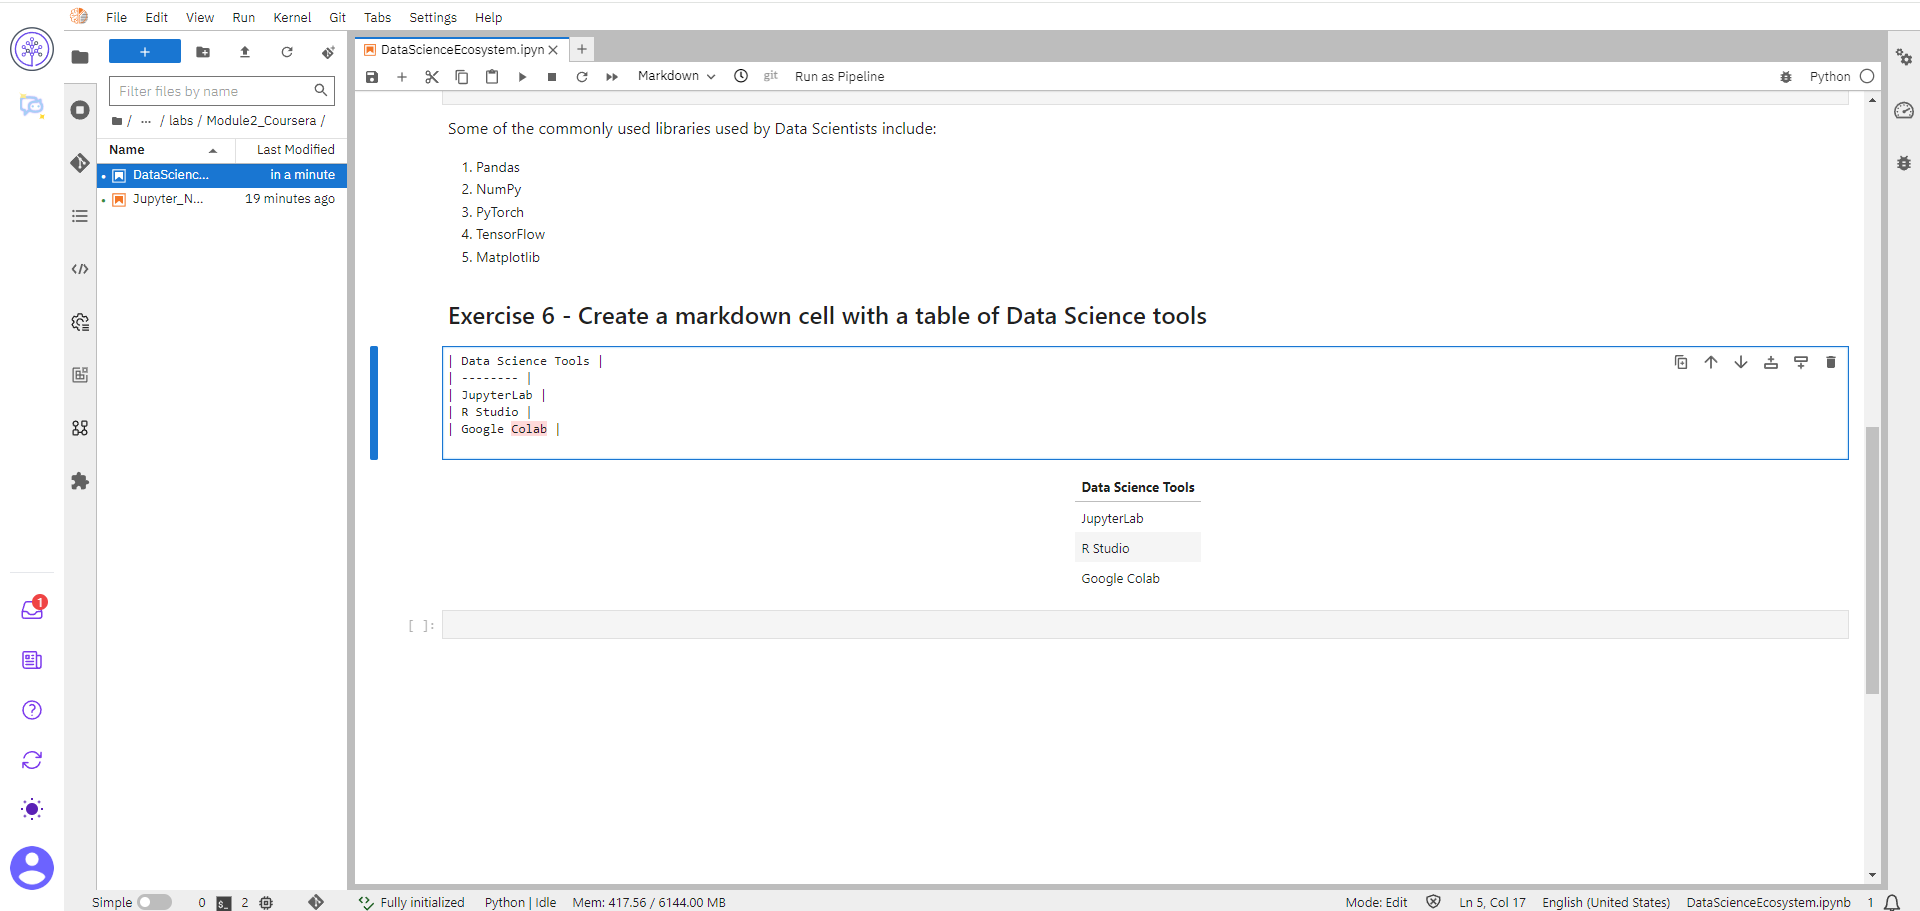 File Edit View Run Kernel Git Tabs Settings Help
+
Filter files by name
/ ... / labs / Module2_Coursera /
Name Last Modified
DataScienc... in a minute
Jupyter_N... 19 minutes ago
DataScienceEcosystem.ipyn
Markdown git Run as Pipeline Python
Some of the commonly used libraries used by Data Scientists include:
1. Pandas
2. NumPy
3. PyTorch
4. TensorFlow
5. Matplotlib
Exercise 6 - Create a markdown cell with a table of Data Science tools
| Data Science Tools |
| -------- |
| JupyterLab |
| R Studio |
| Google Colab |
Data Science Tools
JupyterLab
R Studio
Google Colab
[ ]:
1
Simple 0 $_ 2 Fully initialized Python | Idle Mem: 417.56 / 6144.00 MB Mode: Edit Ln 5, Col 17 English (United States) DataScienceEcosystem.ipynb 1